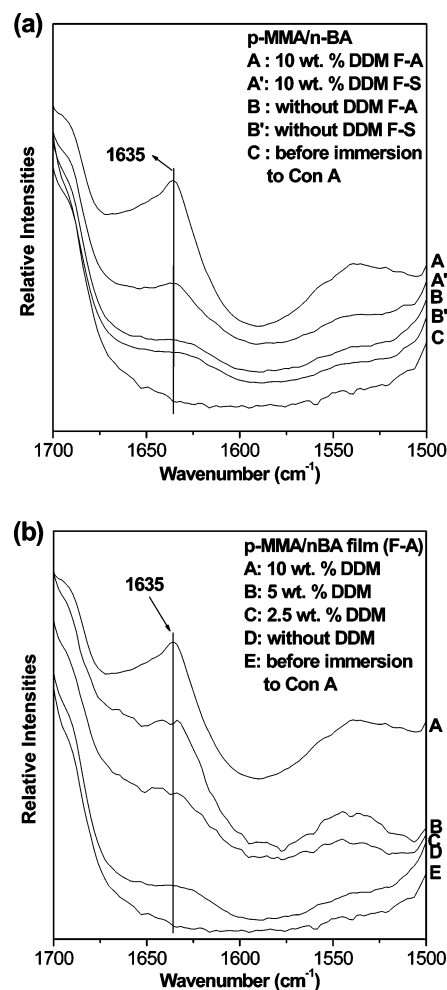 (a)
p-MMA/n-BA
A : 10 wt. % DDM F-A
A': 10 wt. % DDM F-S
B : without DDM F-A
B': without DDM F-S
C : before immersion
to Con A
1635
Relative Intensities
A
A'
B
B'
C
1700 1650 1600 1550 1500
Wavenumber (cm⁻¹)
(b)
p-MMA/nBA film (F-A)
A: 10 wt. % DDM
B: 5 wt. % DDM
C: 2.5 wt. % DDM
D: without DDM
E: before immersion
to Con A
1635
Relative Intensities
A
B
C
D
E
1700 1650 1600 1550 1500
Wavenumber (cm⁻¹)